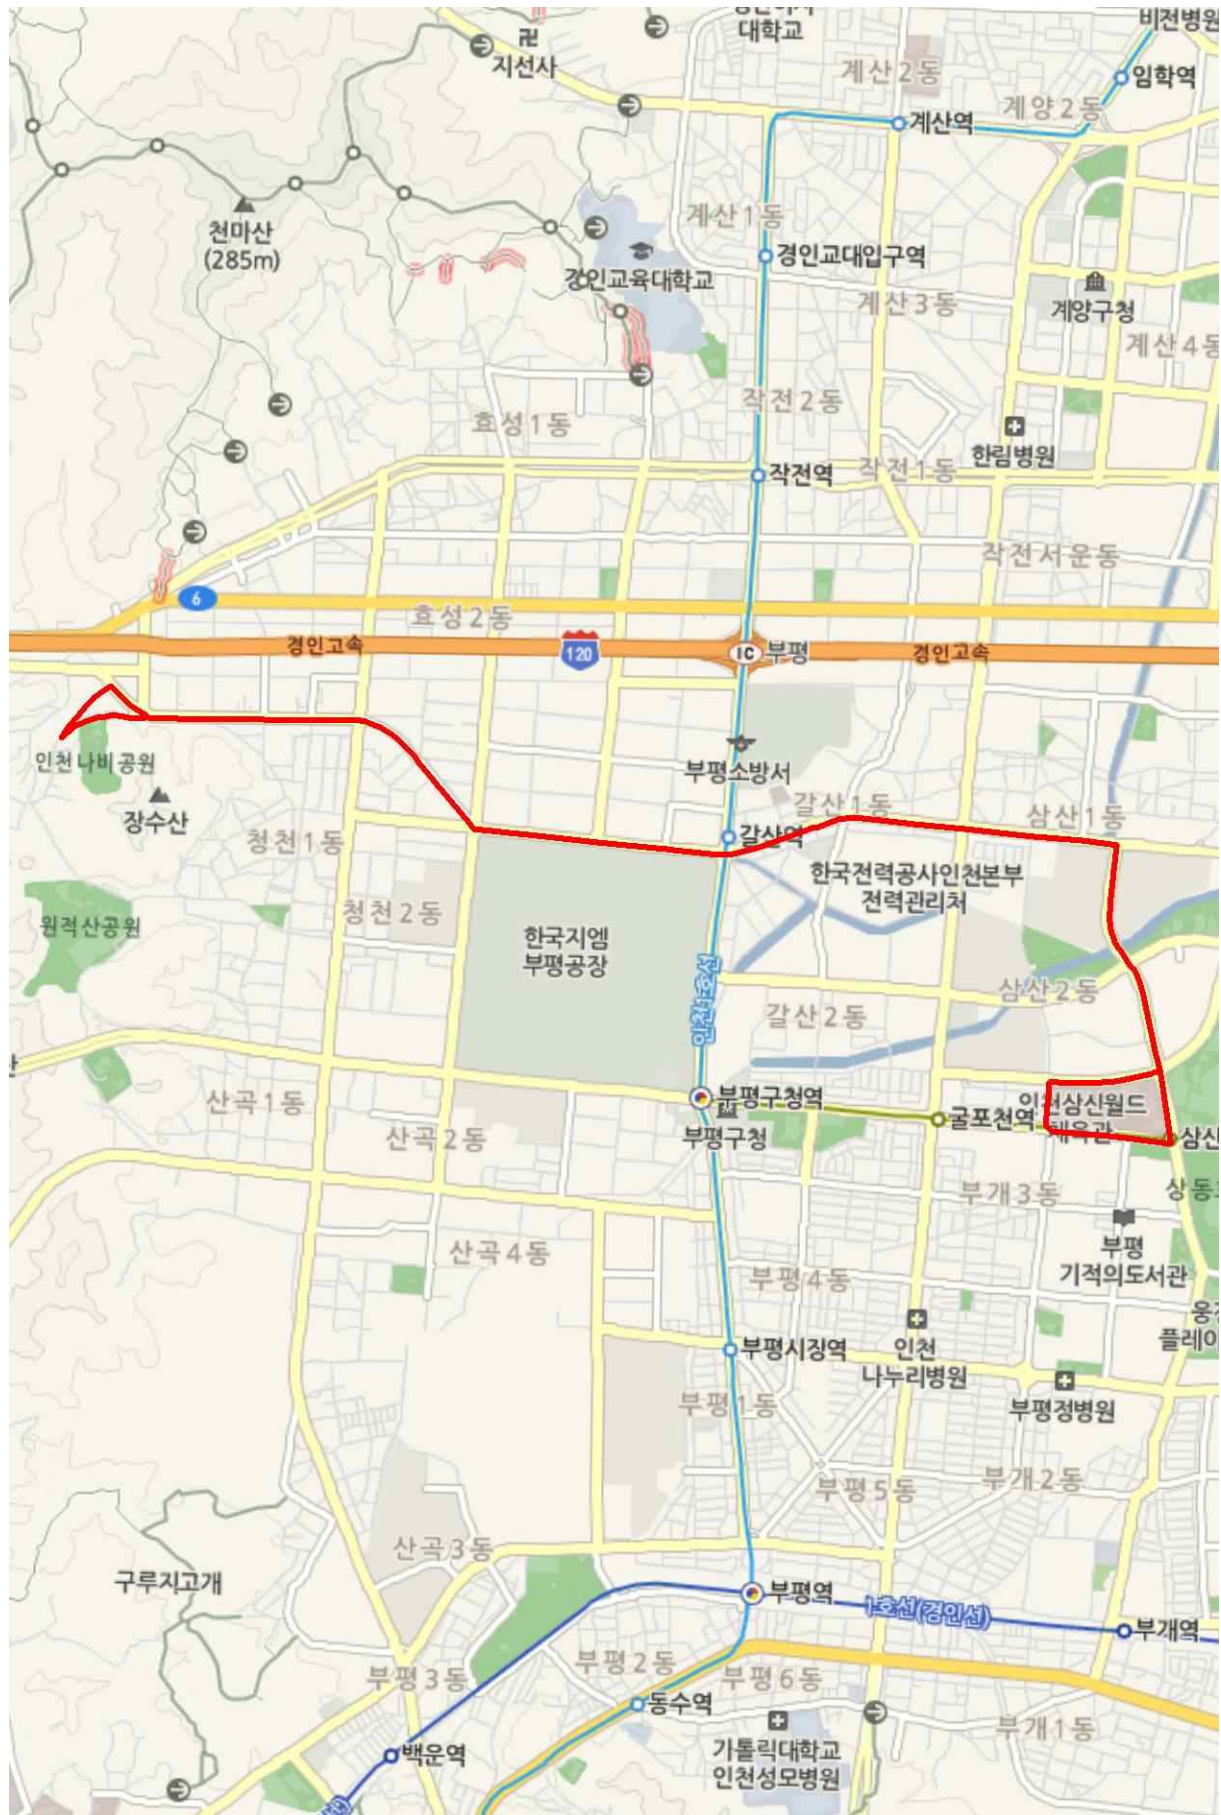 대학교
비전병원
지선사
계산2동
임학역
계양2동
계산역
천마산
(285m)
계산1동
경인교대입구역
경인교육대학교
계산3동
계양구청
계산4동
작전2동
효성1동
한림병원
작전역
작전1동
작전서운동
6
효성2동
경인고속
120
IC
부평
경인고속
인천나비공원
부평소방서
장수산
갈산1동
삼산1동
청천1동
갈산역
한국전력공사인천본부
전력관리처
청천2동
원적산공원
한국지엠
부평공장
인천1호선
삼산2동
갈산2동
부평구청역
산곡1동
인천삼산월드
체육관
굴포천역
산곡2동
부평구청
삼산
부개3동
상동
부평
기적의도서관
산곡4동
부평4동
플레이
부평시장역
인천
나누리병원
부평1동
부평정병원
부평5동
부개2동
산곡3동
구루지고개
부평역
1호선(경인선)
부개역
부평2동
부평3동
부평6동
동수역
부개1동
백운역
가톨릭대학교
인천성모병원